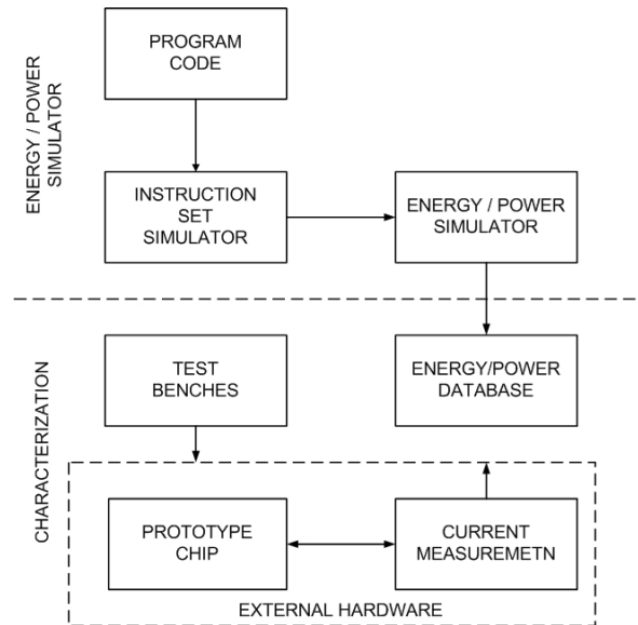 ENERGY / POWER
SIMULATOR
PROGRAM
CODE
INSTRUCTION
SET
SIMULATOR
ENERGY / POWER
SIMULATOR
CHARACTERIZATION
TEST
BENCHES
ENERGY/POWER
DATABASE
PROTOTYPE
CHIP
CURRENT
MEASUREMETN
EXTERNAL HARDWARE